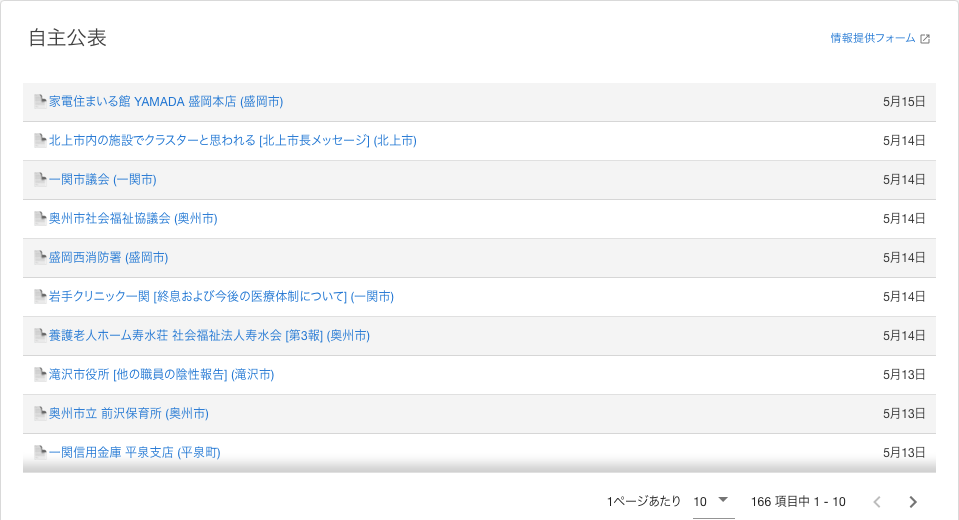 自主公表
情報提供フォーム
家電住まいる館 YAMADA 盛岡本店 (盛岡市) 5月15日
北上市内の施設でクラスターと思われる [北上市長メッセージ] (北上市) 5月14日
一関市議会 (一関市) 5月14日
奥州市社会福祉協議会 (奥州市) 5月14日
盛岡西消防署 (盛岡市) 5月14日
岩手クリニック一関 [終息および今後の医療体制について] (一関市) 5月14日
養護老人ホーム寿水荘 社会福祉法人寿水会 [第3報] (奥州市) 5月14日
滝沢市役所 [他の職員の陰性報告] (滝沢市) 5月13日
奥州市立 前沢保育所 (奥州市) 5月13日
一関信用金庫 平泉支店 (平泉町) 5月13日
1ページあたり 10 166 項目中 1 - 10